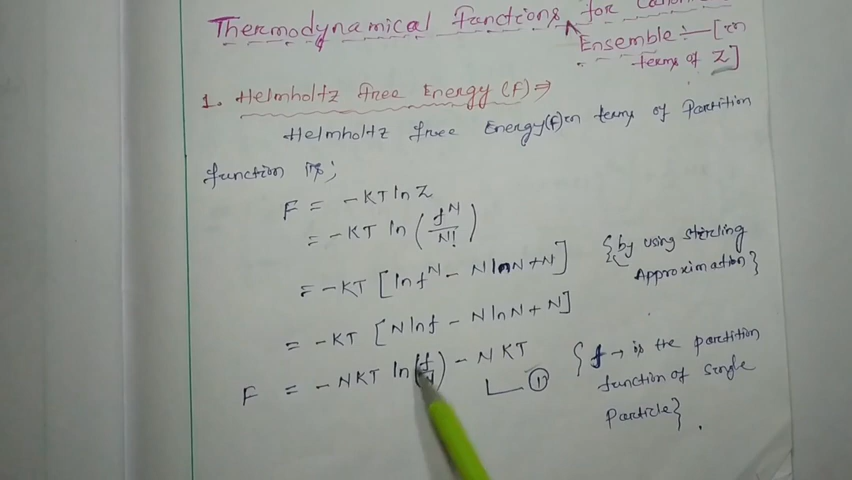 Thermodynamical Functions for
Ensemble :– [in
terms of Z]
1. Helmholtz free Energy (F) ⇒
Helmholtz free Energy(F) in terms of Partition
function is;
F = -KT ln Z
= -KT ln (f^N/N!)
= -KT [ln f^N - N ln N + N] {by using Sterling
Approximation}
= -KT [N ln f - N ln N + N]
F = -NKT ln (f/N) - NKT {f → is the partition
① function of single
Particle}.